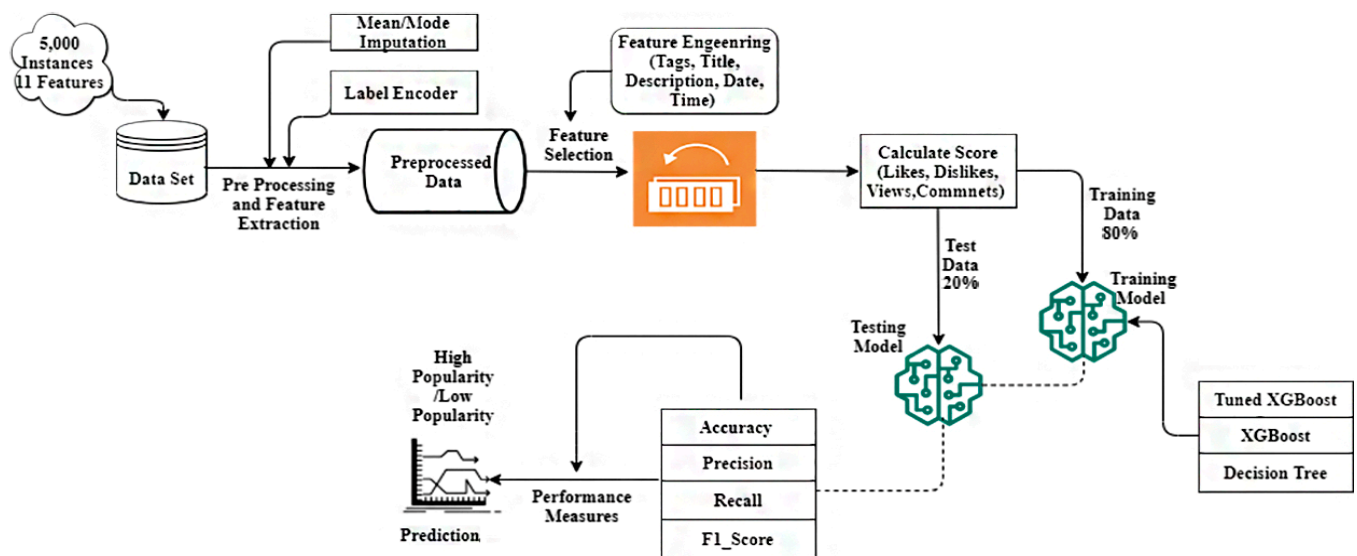 5,000
Instances
11 Features
Data Set
Mean/Mode
Imputation
Label Encoder
Pre Processing
and Feature
Extraction
Preprocessed
Data
Feature Engeenring
(Tags, Title,
Description, Date,
Time)
Feature
Selection
Calculate Score
(Likes, Dislikes,
Views,Commnets)
Training
Data
80%
Test
Data
20%
Training
Model
Testing
Model
Tuned XGBoost
XGBoost
Decision Tree
High
Popularity
/Low
Popularity
Prediction
Performance
Measures
Accuracy
Precision
Recall
F1_Score